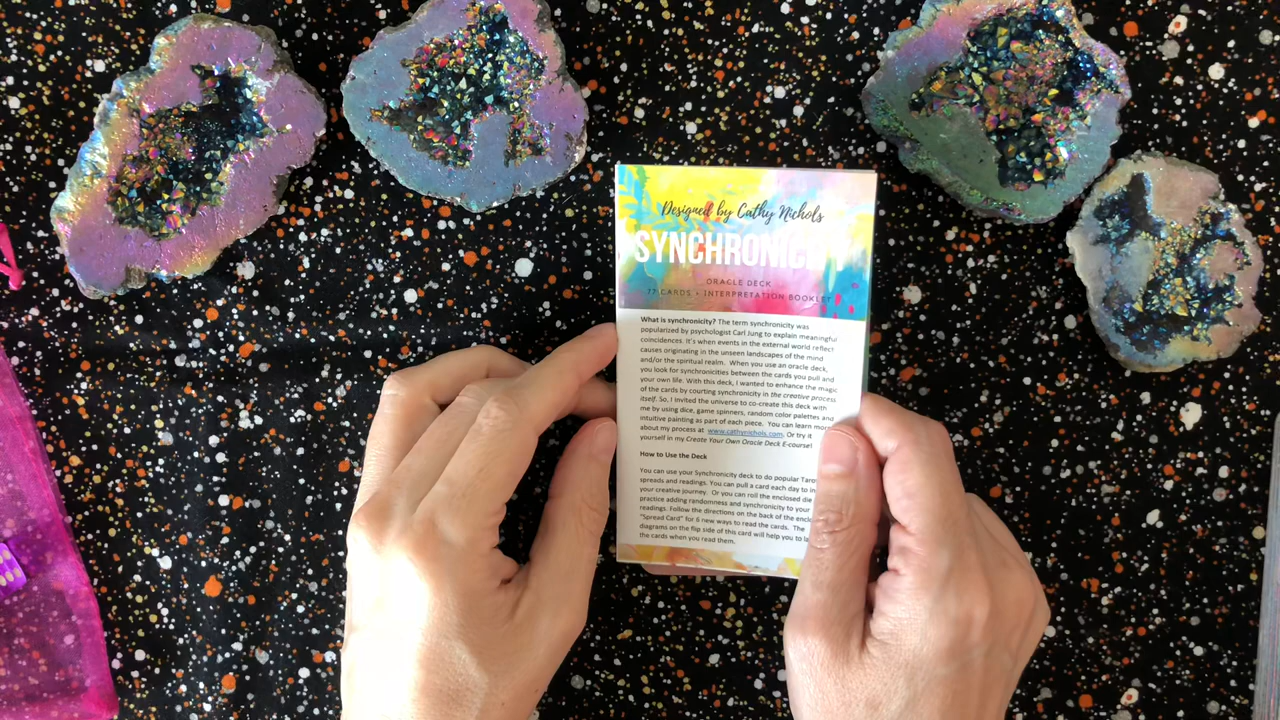 Designed by Cathy Nichols
SYNCHRONICITY
ORACLE DECK
77 CARDS + INTERPRETATION BOOKLET
What is synchronicity? The term synchronicity was
popularized by psychologist Carl Jung to explain meaningful
coincidences. It's when events in the external world reflect
causes originating in the unseen landscapes of the mind
and/or the spiritual realm. When you use an oracle deck,
you look for synchronicities between the cards you pull and
your own life. With this deck, I wanted to enhance the magic
of the cards by courting synchronicity in the creative process
itself. So, I invited the universe to co-create this deck with
me by using dice, game spinners, random color palettes and
intuitive painting as part of each piece. You can learn more
about my process at www.cathynichols.com. Or try it
yourself in my Create Your Own Oracle Deck E-course!
How to Use the Deck
You can use your Synchronicity deck to do popular Tarot
spreads and readings. You can pull a card each day to
your creative journey. Or you can roll the enclosed die
practice adding randomness and synchronicity to your
readings. Follow the directions on the back of the
"Spread Card" for 6 new ways to read the cards. The
diagrams on the flip side of this card will help you to
the cards when you read them.